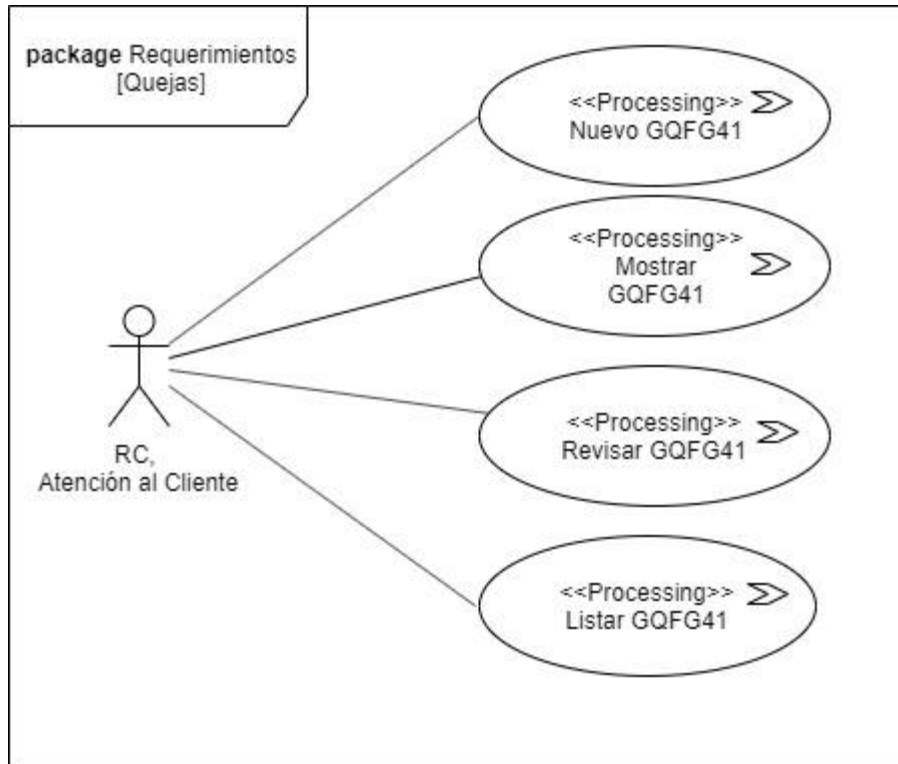 package Requerimientos
[Quejas]
<<Processing>>
Nuevo GQFG41
<<Processing>>
Mostrar
GQFG41
<<Processing>>
Revisar GQFG41
<<Processing>>
Listar GQFG41
RC,
Atención al Cliente